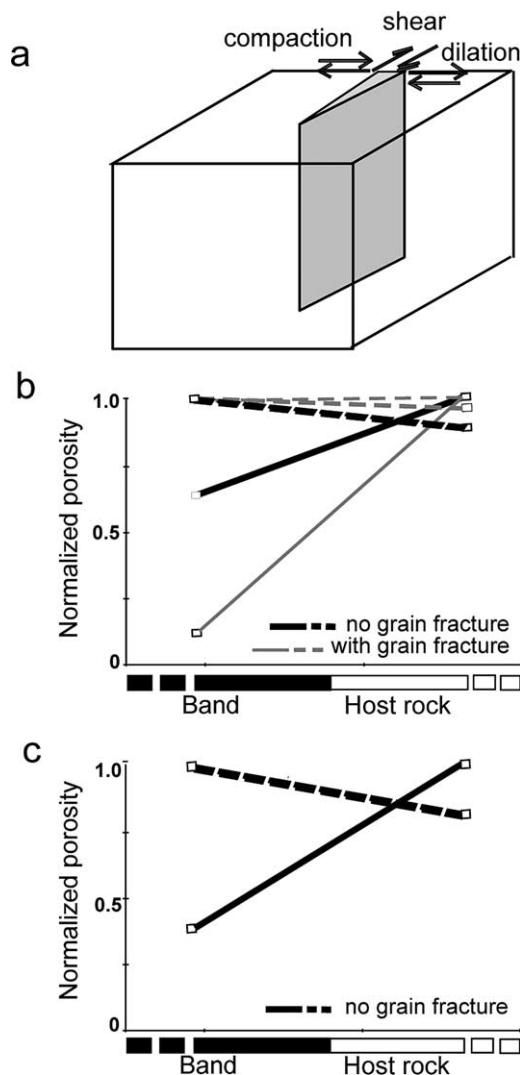 a
shear
compaction
dilation
b
1.0
0.5
0
Normalized porosity
no grain fracture
with grain fracture
Band
Host rock
c
1.0
0.5
0
Normalized porosity
no grain fracture
Band
Host rock